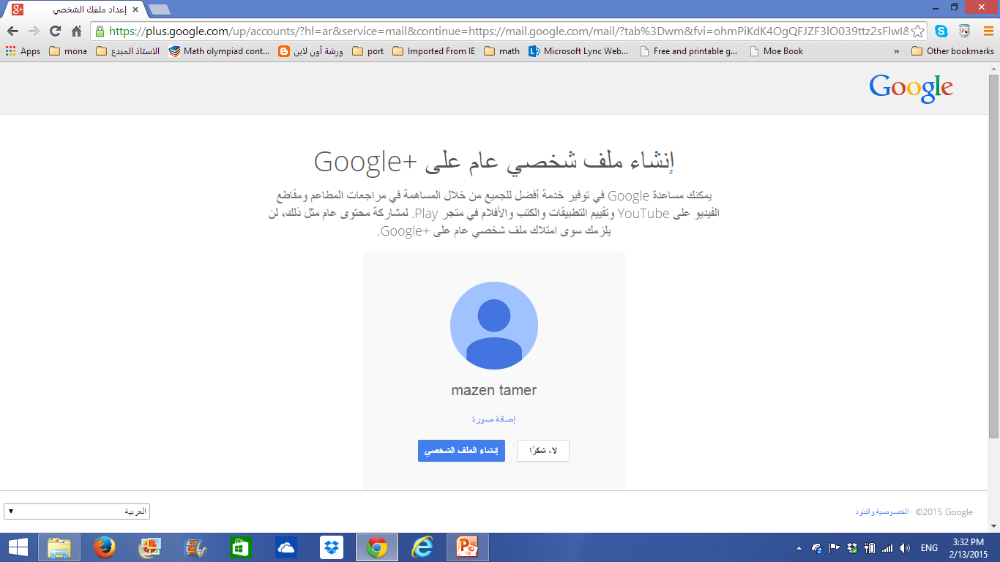 إعداد ملفك الشخصي
https://plus.google.com/up/accounts/?hl=ar&service=mail&continue=https://mail.google.com/mail/?tab%3Dwm&fvi=ohmPiKdK4OgQFJZF3lO039ttz2sFlwI8
Apps mona الاستاذ المبدع Math olympiad cont... ورشة أون لاين port Imported From IE math Microsoft Lync Web... Free and printable g... Moe Book » Other bookmarks
Google
إنشاء ملف شخصي عام على Google+‎
يمكنك مساعدة Google في توفير خدمة أفضل للجميع من خلال المساهمة في مراجعات المطاعم ومقاطع
الفيديو على YouTube وتقييم التطبيقات والكتب والأفلام في متجر Play. لمشاركة محتوى عام مثل ذلك، لن
يلزمك سوى امتلاك ملف شخصي عام على Google+‎.
mazen tamer
إضافة صورة
لا، شكرًا
إنشاء الملف الشخصي
©2015 Google · الخصوصية والبنود
العربية
ENG
3:32 PM
2/13/2015